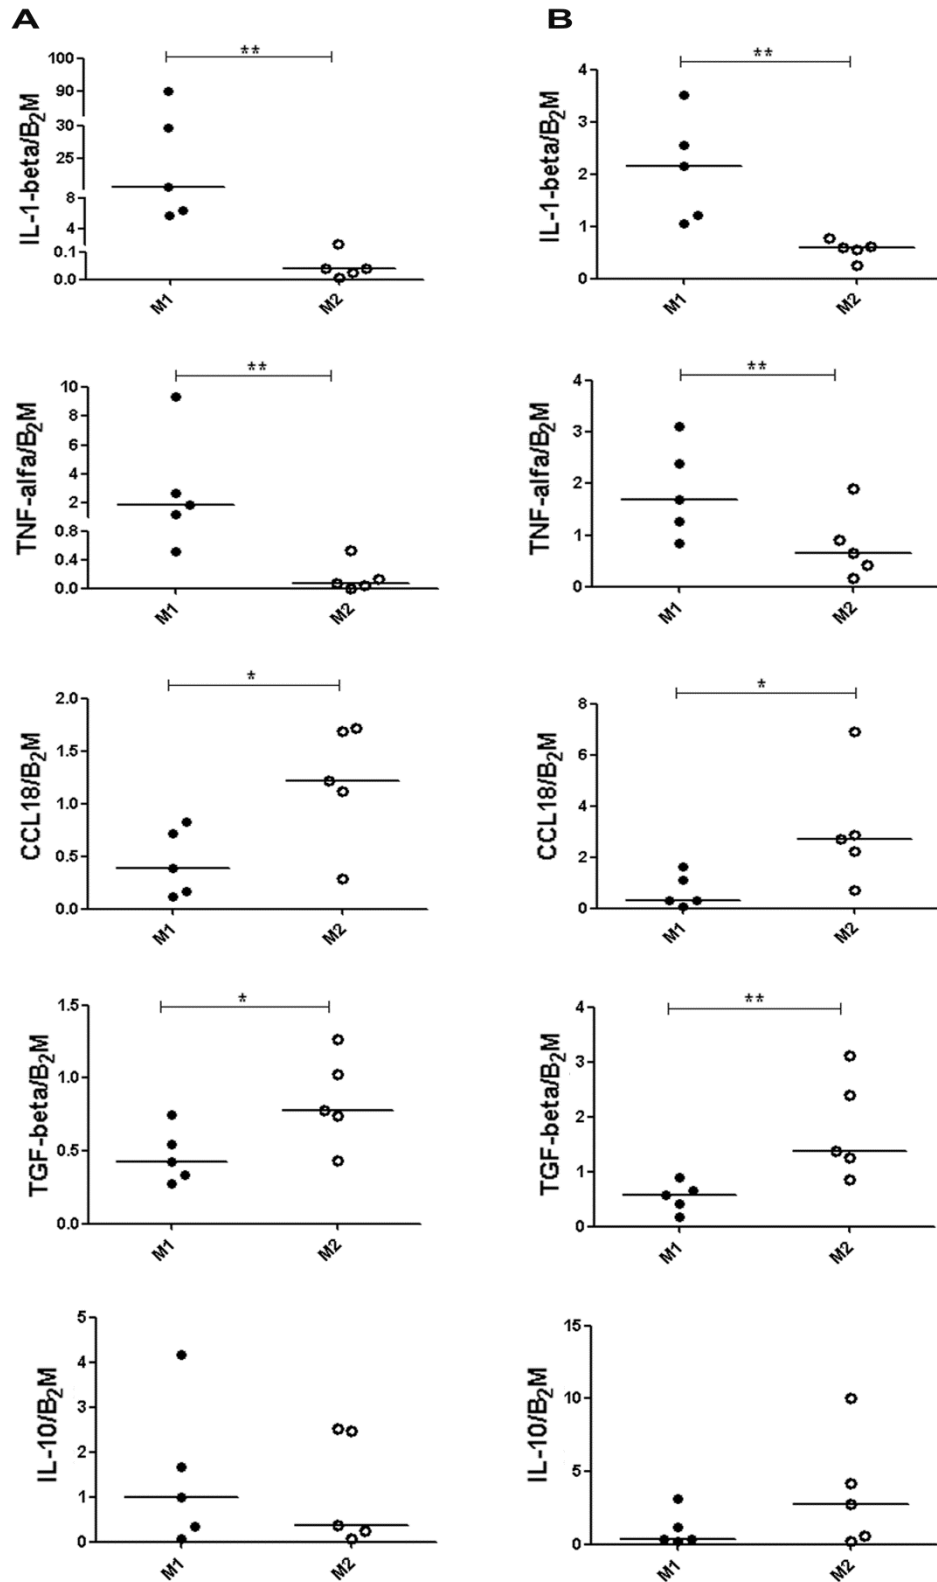 A
B
**
IL-1-beta/B2M
100
90
30
25
8
4
0.1
0.0
M1
M2
**
IL-1-beta/B2M
4
3
2
1
0
M1
M2
**
TNF-alfa/B2M
10
8
6
4
2
0.8
0.4
0.0
M1
M2
**
TNF-alfa/B2M
4
3
2
1
0
M1
M2
*
CCL18/B2M
2.0
1.5
1.0
0.5
0.0
M1
M2
*
CCL18/B2M
8
6
4
2
0
M1
M2
*
TGF-beta/B2M
1.5
1.0
0.5
0.0
M1
M2
**
TGF-beta/B2M
4
3
2
1
0
M1
M2
IL-10/B2M
5
4
3
2
1
0
M1
M2
IL-10/B2M
15
10
5
0
M1
M2